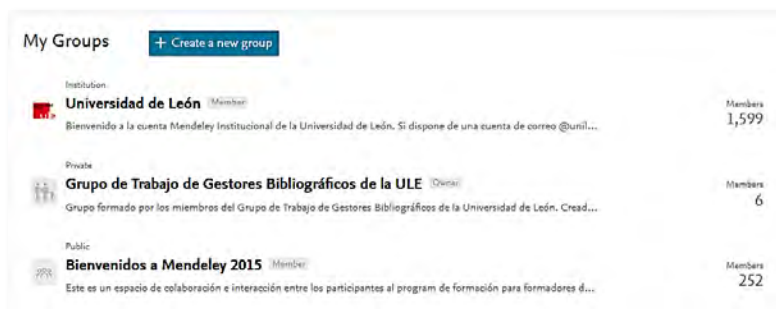 My Groups
+ Create a new group
Institution
Universidad de León Member
Bienvenido a la cuenta Mendeley Institucional de la Universidad de León. Si dispone de una cuenta de correo @unil...
Members
1,599
Private
Grupo de Trabajo de Gestores Bibliográficos de la ULE Owner
Grupo formado por los miembros del Grupo de Trabajo de Gestores Bibliográficos de la Universidad de León. Cread...
Members
6
Public
Bienvenidos a Mendeley 2015 Member
Este es un espacio de colaboración e interacción entre los participantes al program de formación para formadores d...
Members
252